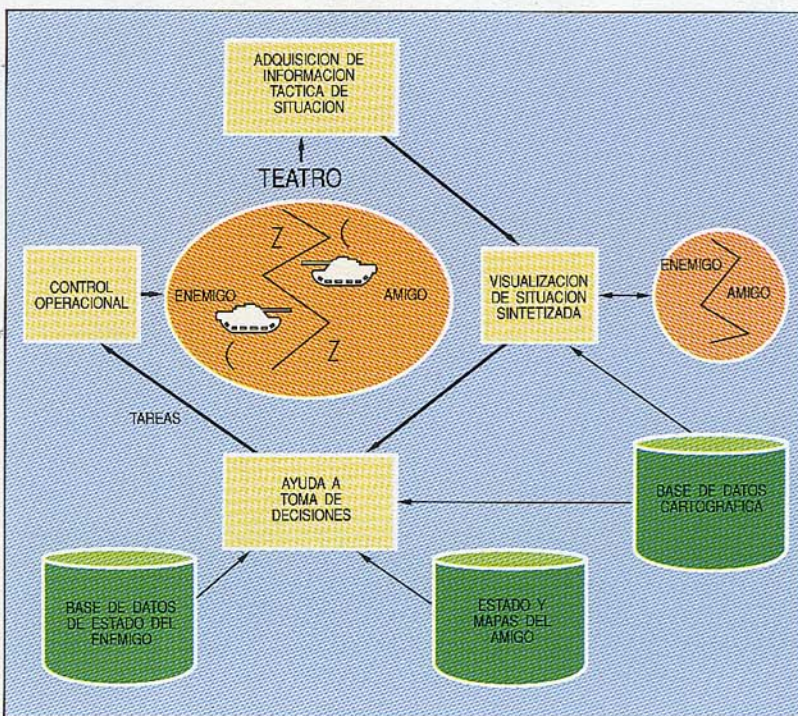 ADQUISICION DE
INFORMACION
TACTICA DE
SITUACION
TEATRO
CONTROL
OPERACIONAL
Z
ENEMIGO
AMIGO
Z
VISUALIZACION
DE SITUACION
SINTETIZADA
ENEMIGO
AMIGO
TAREAS
AYUDA A
TOMA DE
DECISIONES
BASE DE DATOS
CARTOGRAFICA
BASE DE DATOS
DE ESTADO DEL
ENEMIGO
ESTADO Y
MAPAS DEL
AMIGO